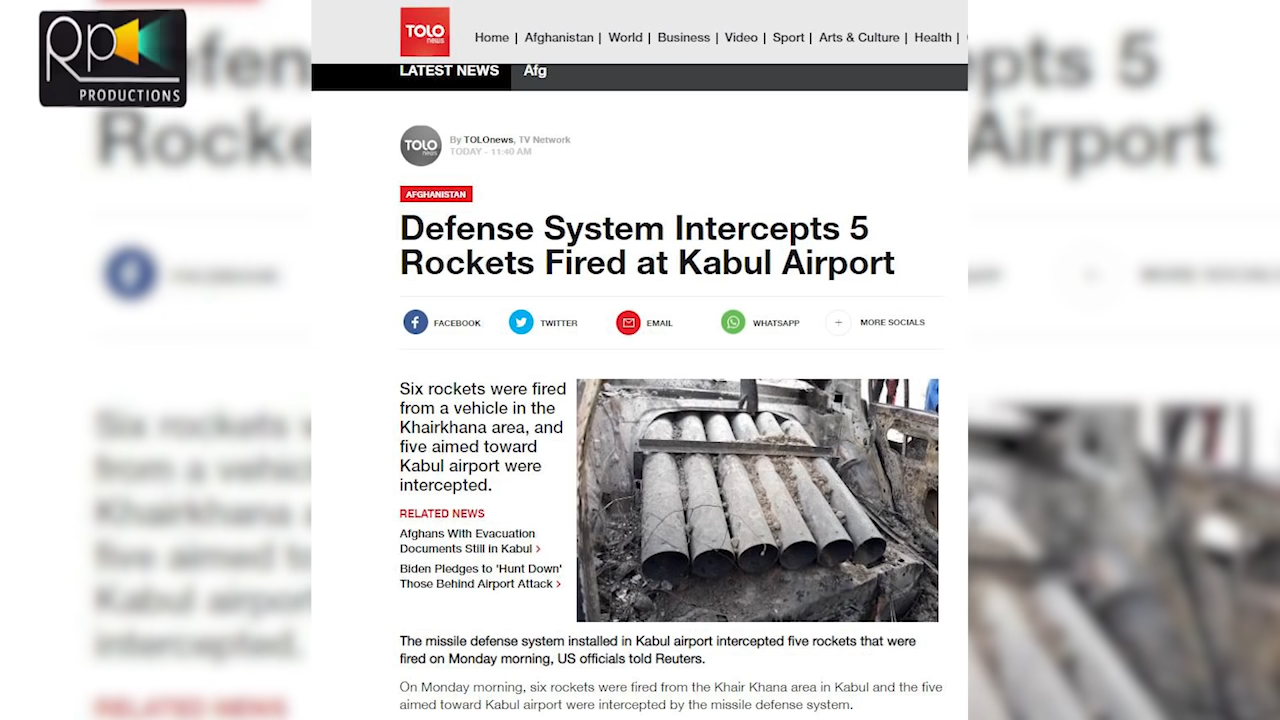 Rp
PRODUCTIONS
TOLO
news
Home | Afghanistan | World | Business | Video | Sport | Arts & Culture | Health |
LATEST NEWS Afg
TOLO
news
By TOLOnews, TV Network
TODAY - 11:40 AM
AFGHANISTAN
Defense System Intercepts 5
Rockets Fired at Kabul Airport
FACEBOOK TWITTER EMAIL WHATSAPP + MORE SOCIALS
Six rockets were fired
from a vehicle in the
Khairkhana area, and
five aimed toward
Kabul airport were
intercepted.
RELATED NEWS
Afghans With Evacuation
Documents Still in Kabul >
Biden Pledges to 'Hunt Down'
Those Behind Airport Attack >
The missile defense system installed in Kabul airport intercepted five rockets that were
fired on Monday morning, US officials told Reuters.
On Monday morning, six rockets were fired from the Khair Khana area in Kabul and the five
aimed toward Kabul airport were intercepted by the missile defense system.